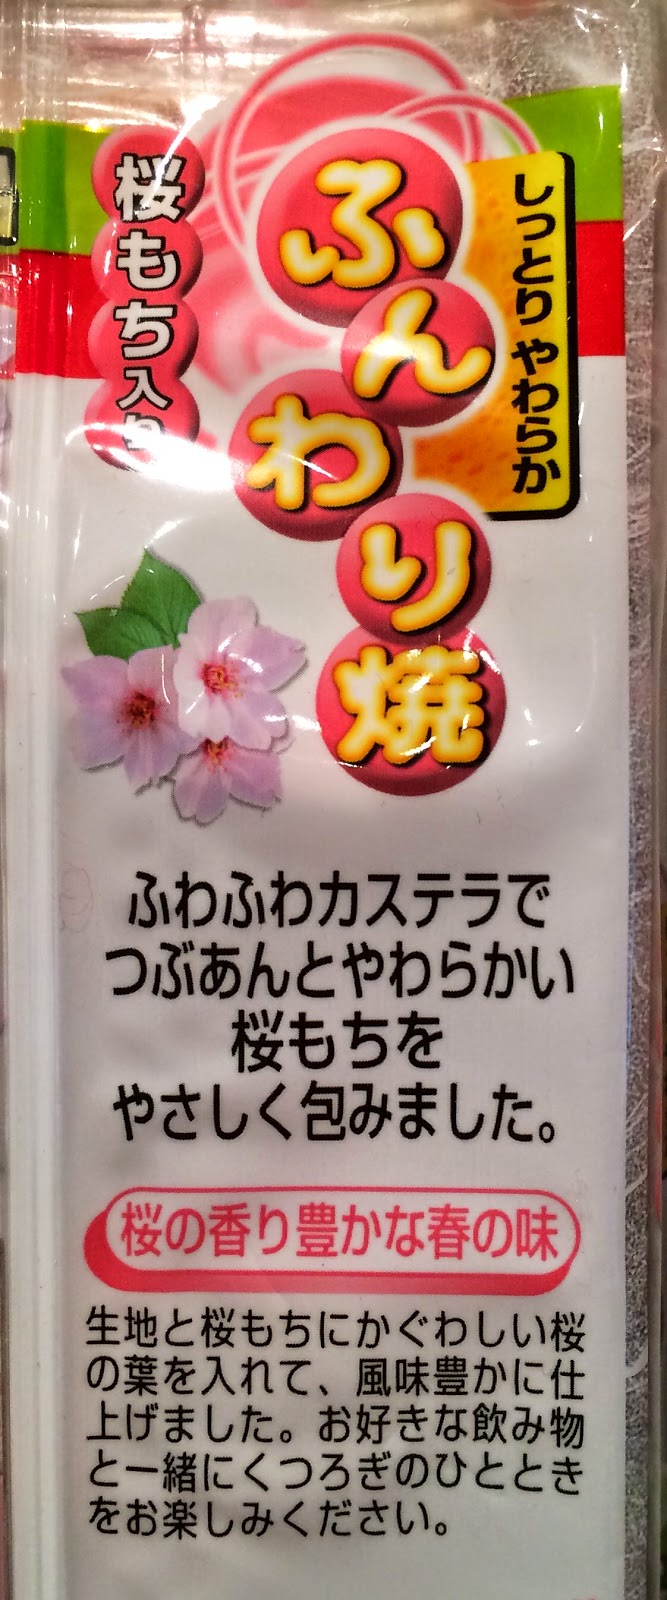 しっとりやわらか
ふんわり焼
桜もち入り
ふわふわカステラで
つぶあんとやわらかい
桜もちを
やさしく包みました。
桜の香り豊かな春の味
生地と桜もちにかぐわしい桜
の葉を入れて、風味豊かに仕
上げました。お好きな飲み物
と一緒にくつろぎのひととき
をお楽しみください。